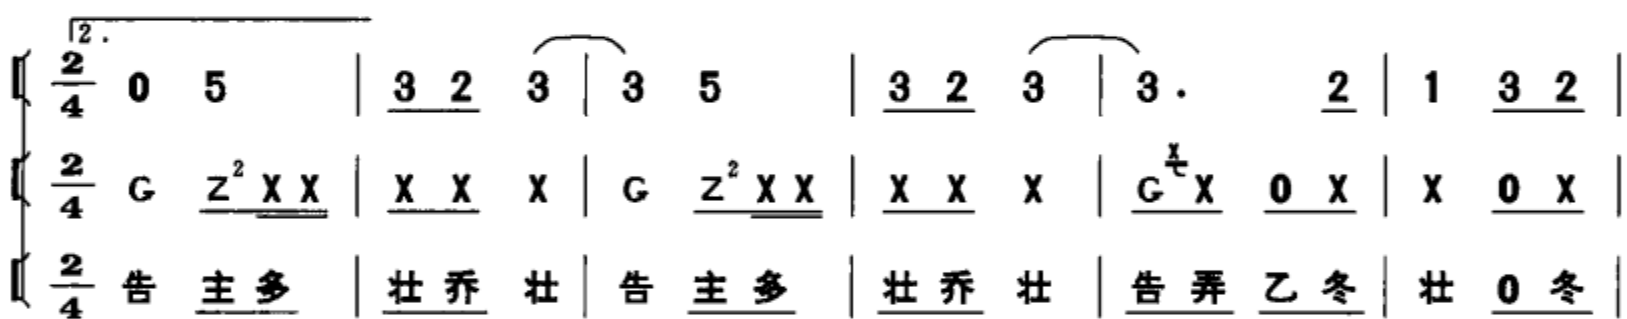 2.
2/4 0 5 | 3 2 3 | 3 5 | 3 2 3 | 3. 2 | 1 3 2 |
2/4 G Z² X X | X X X | G Z² X X | X X X | G X X 0 X | X 0 X |
2/4 告 主 多 | 壮 乔 壮 | 告 主 多 | 壮 乔 壮 | 告 弄 乙 冬 | 壮 0 冬 |